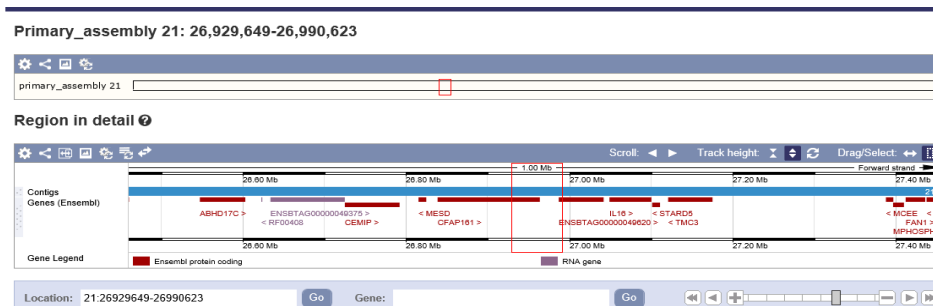 Primary_assembly 21: 26,929,649-26,990,623
primary_assembly 21
Region in detail
Scroll: Track height: Drag/Select:
1.00 Mb Forward strand
26.60 Mb 26.80 Mb 27.00 Mb 27.20 Mb 27.40 Mb
Contigs 21
Genes (Ensembl)
ABHD17C > ENSBTAG00000049375 > < MESD IL16 > < STARD5 < MCEE <
< RF00408 CEMIP > CFAP161 > ENSBTAG00000049620 > < TMC3 FAN1 >
MPHOSPH
26.60 Mb 26.80 Mb 27.00 Mb 27.20 Mb 27.40 Mb
Gene Legend Ensembl protein coding RNA gene
Location: 21:26929649-26990623 Go Gene: Go